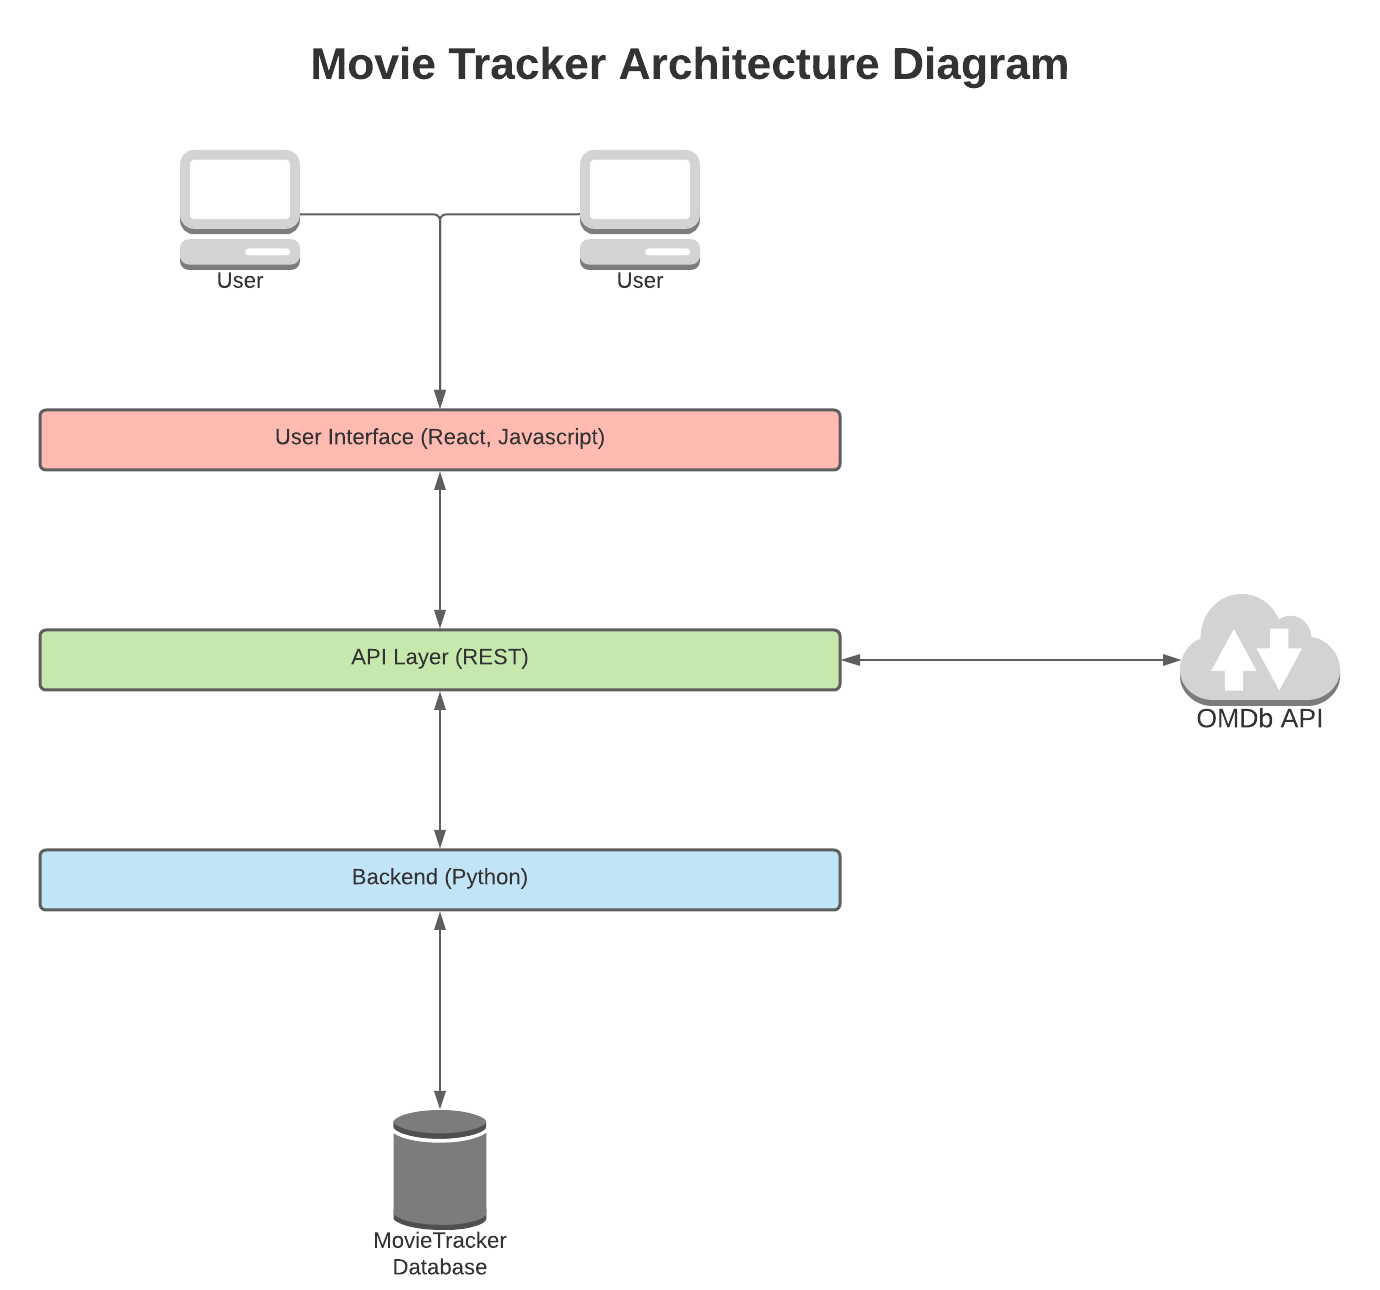 Movie Tracker Architecture Diagram
User
User
User Interface (React, Javascript)
API Layer (REST)
OMDb API
Backend (Python)
MovieTracker
Database